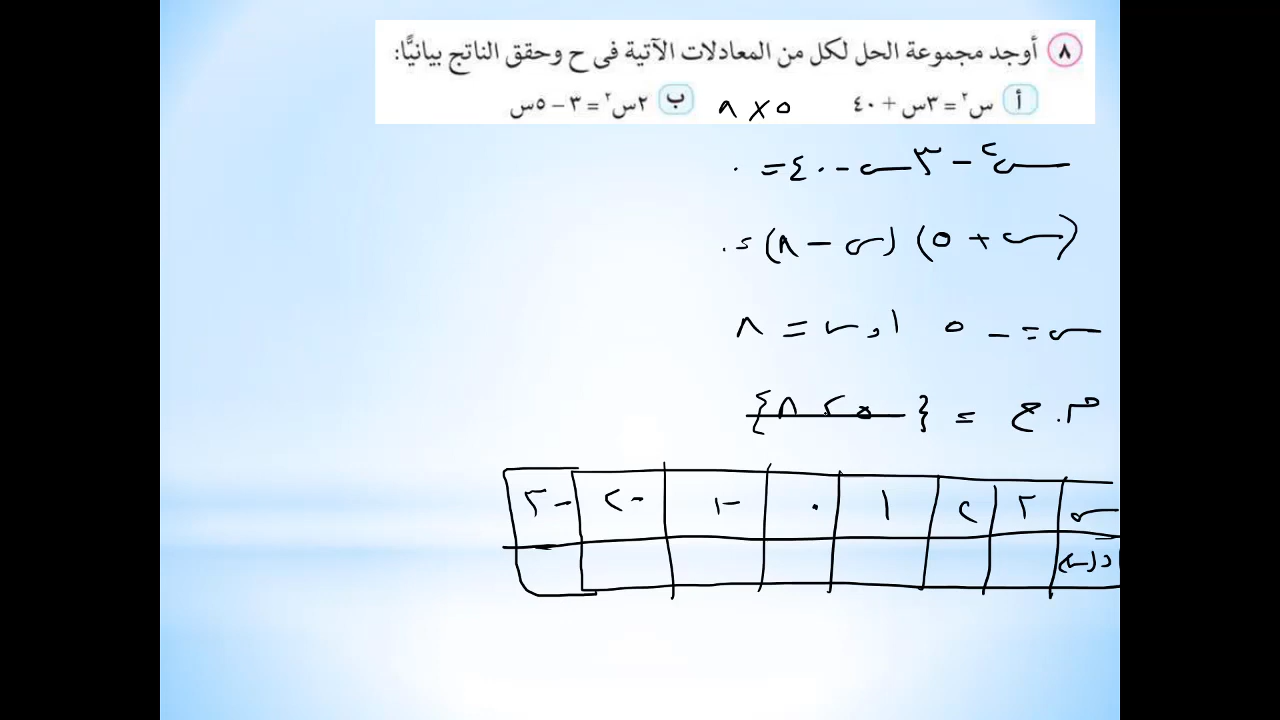 ٨ أوجد مجموعة الحل لكل من المعادلات الآتية فى ح وحقق الناتج بيانيًّا:
أ س٢ = ٣س + ٤٠ ٥ × ٨ ب ٢س٢ = ٣ - ٥س
س٢ - ٣س - ٤٠ = ٠
(س + ٥) (س - ٨) = ٠
س = - ٥ او س = ٨
م.ح = {٥ ، ٨}
س ٣ ٢ ١ ٠ -١ -٢ -٣
د(س)